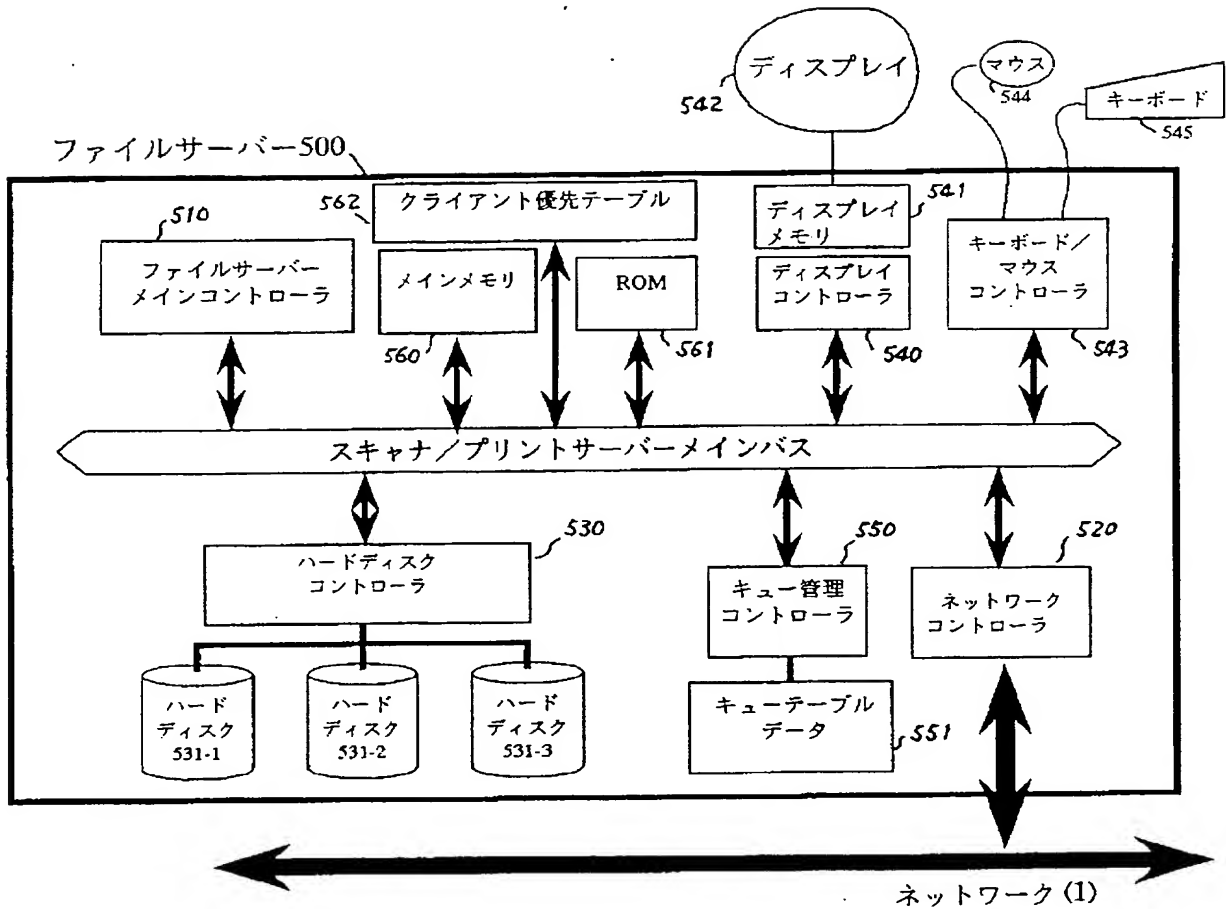 ディスプレイ
542
マウス
544
キーボード
545
ファイルサーバー500
562
クライアント優先テーブル
510
ファイルサーバー
メインコントローラ
メインメモリ
560
ROM
561
ディスプレイ
メモリ
541
ディスプレイ
コントローラ
540
キーボード/
マウス
コントローラ
543
スキャナ/プリントサーバーメインバス
530
ハードディスク
コントローラ
ハード
ディスク
531-1
ハード
ディスク
531-2
ハード
ディスク
531-3
550
キュー管理
コントローラ
キューテーブル
データ
551
520
ネットワーク
コントローラ
ネットワーク(1)